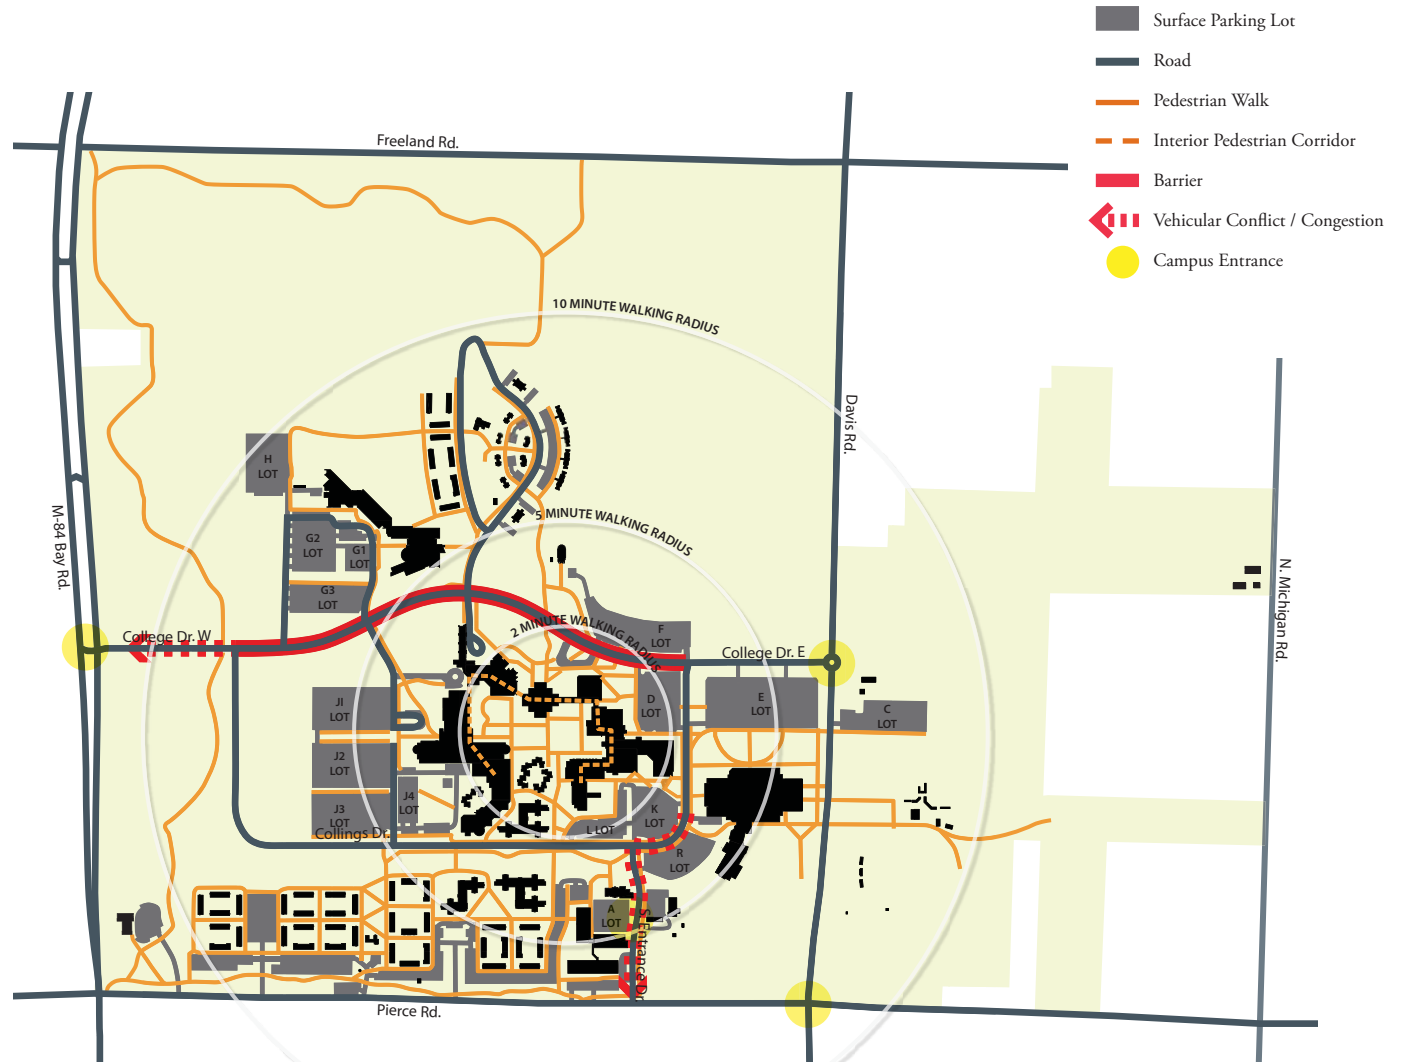 Surface Parking Lot
Road
Pedestrian Walk
Interior Pedestrian Corridor
Barrier
Vehicular Conflict / Congestion
Campus Entrance
Freeland Rd.
10 MINUTE WALKING RADIUS
Davis Rd.
H
LOT
M-84 Bay Rd.
5 MINUTE WALKING RADIUS
G2
LOT
G1
LOT
N. Michigan Rd.
G3
LOT
2 MINUTE WALKING RADIUS
College Dr. W
F
LOT
College Dr. E
JI
LOT
D
LOT
E
LOT
C
LOT
J2
LOT
J4
LOT
J3
LOT
K
LOT
L LOT
Collings Dr.
R
LOT
A
LOT
S. Entrance Dr.
Pierce Rd.